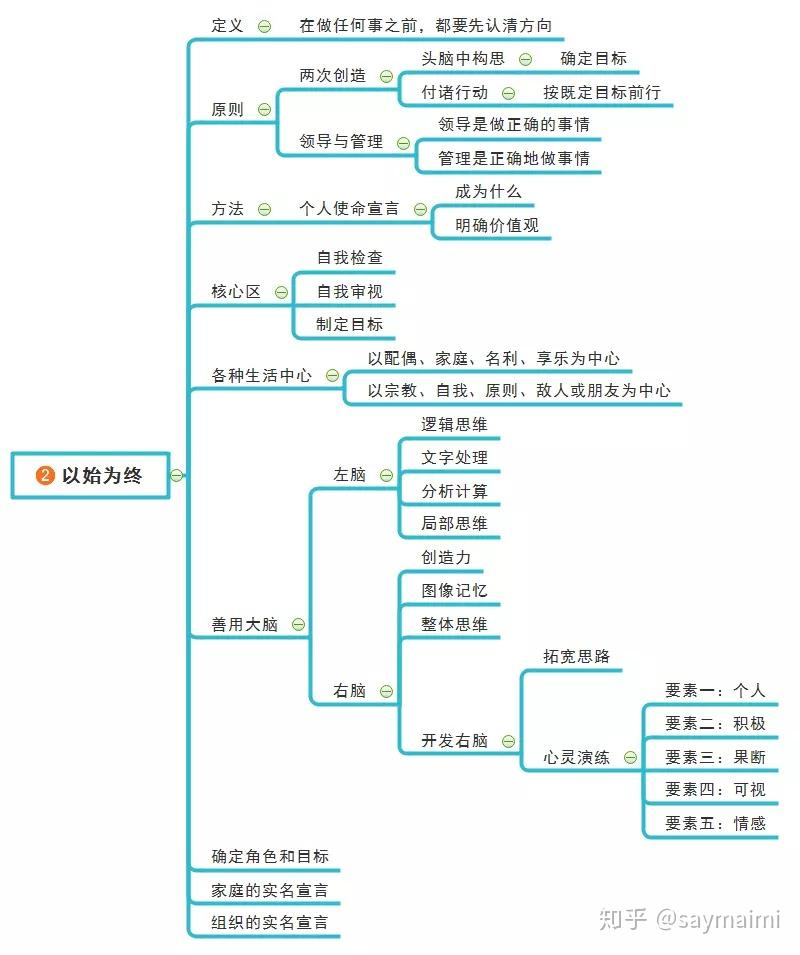 定义 在做任何事之前，都要先认清方向
头脑中构思 确定目标
两次创造
付诸行动 按既定目标前行
原则
领导是做正确的事情
领导与管理
管理是正确地做事情
成为什么
方法 个人使命宣言
明确价值观
自我检查
核心区 自我审视
制定目标
以配偶、家庭、名利、享乐为中心
各种生活中心
以宗教、自我、原则、敌人或朋友为中心
逻辑思维
文字处理
左脑
分析计算
局部思维
2 以始为终
创造力
图像记忆
善用大脑 整体思维
拓宽思路
右脑
要素一：个人
要素二：积极
开发右脑
心灵演练 要素三：果断
要素四：可视
要素五：情感
确定角色和目标
家庭的实名宣言
组织的实名宣言
知乎 @saymaimi